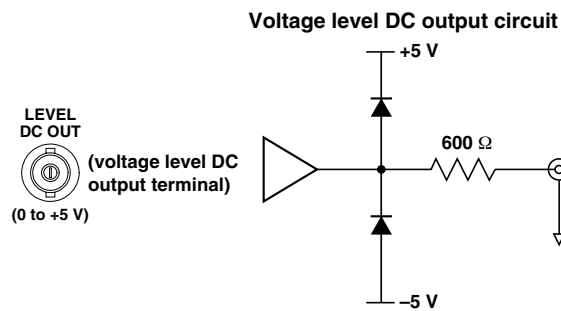 Voltage level DC output circuit
+5 V
LEVEL
DC OUT
(voltage level DC
output terminal)
(0 to +5 V)
600 Ω
–5 V